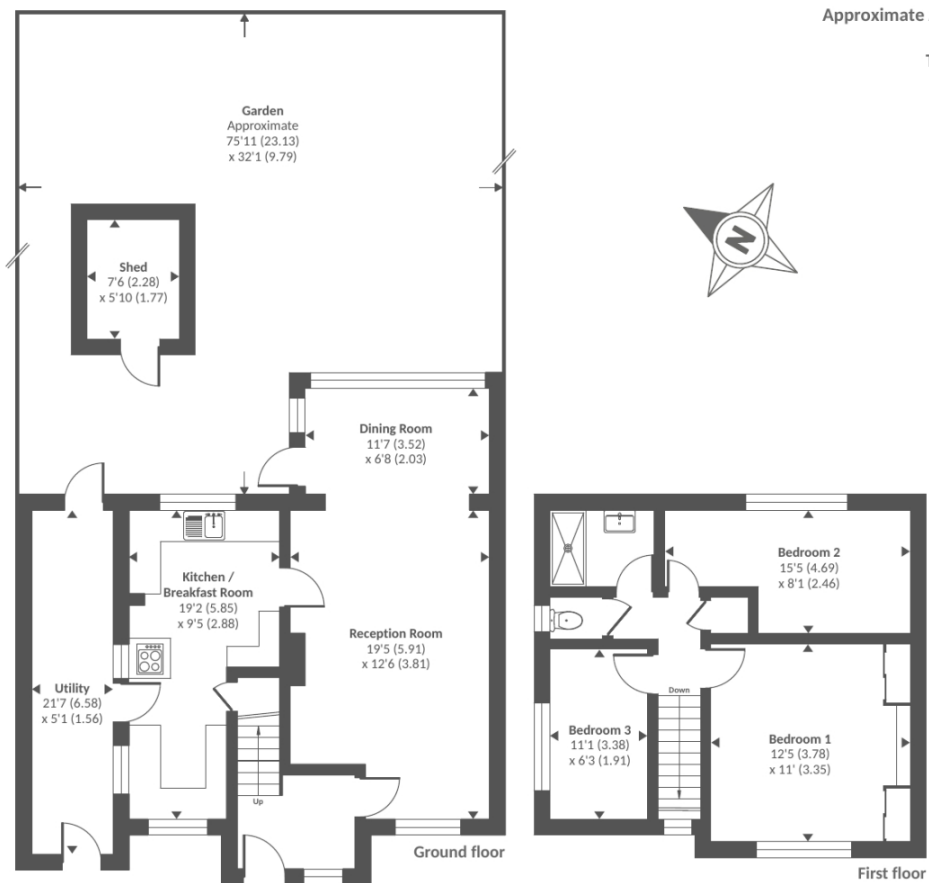 Approximate
Garden
Approximate
75'11 (23.13)
x 32'1 (9.79)
Shed
7'6 (2.28)
x 5'10 (1.77)
N
Dining Room
11'7 (3.52)
x 6'8 (2.03)
Kitchen /
Breakfast Room
19'2 (5.85)
x 9'5 (2.88)
Reception Room
19'5 (5.91)
x 12'6 (3.81)
Utility
21'7 (6.58)
x 5'1 (1.56)
Up
Ground floor
Bedroom 2
15'5 (4.69)
x 8'1 (2.46)
Down
Bedroom 3
11'1 (3.38)
x 6'3 (1.91)
Bedroom 1
12'5 (3.78)
x 11' (3.35)
First floor